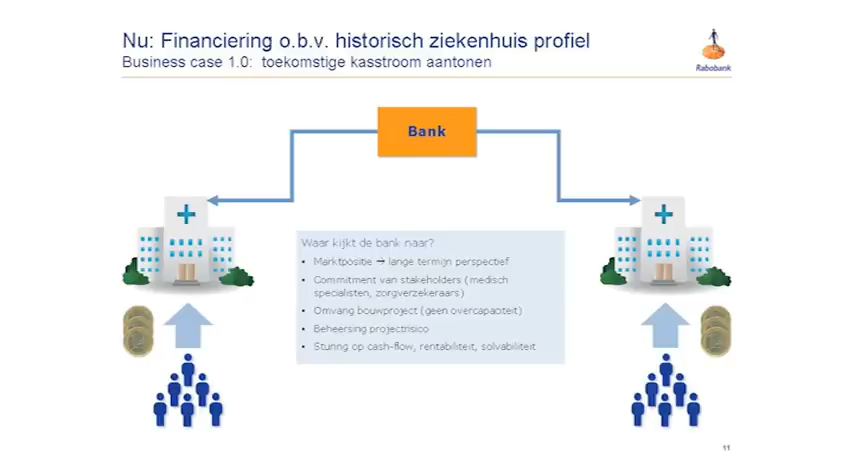 Nu: Financiering o.b.v. historisch ziekenhuis profiel
Business case 1.0: toekomstige kasstroom aantonen
Rabobank
Bank
Waar kijkt de bank naar?
• Marktpositie → lange termijn perspectief
• Commitment van stakeholders (medisch
specialisten, zorgverzekeraars)
• Omvang bouwproject (geen overcapaciteit)
• Beheersing projectrisico
• Sturing op cash-flow, rentabiliteit, solvabiliteit
11